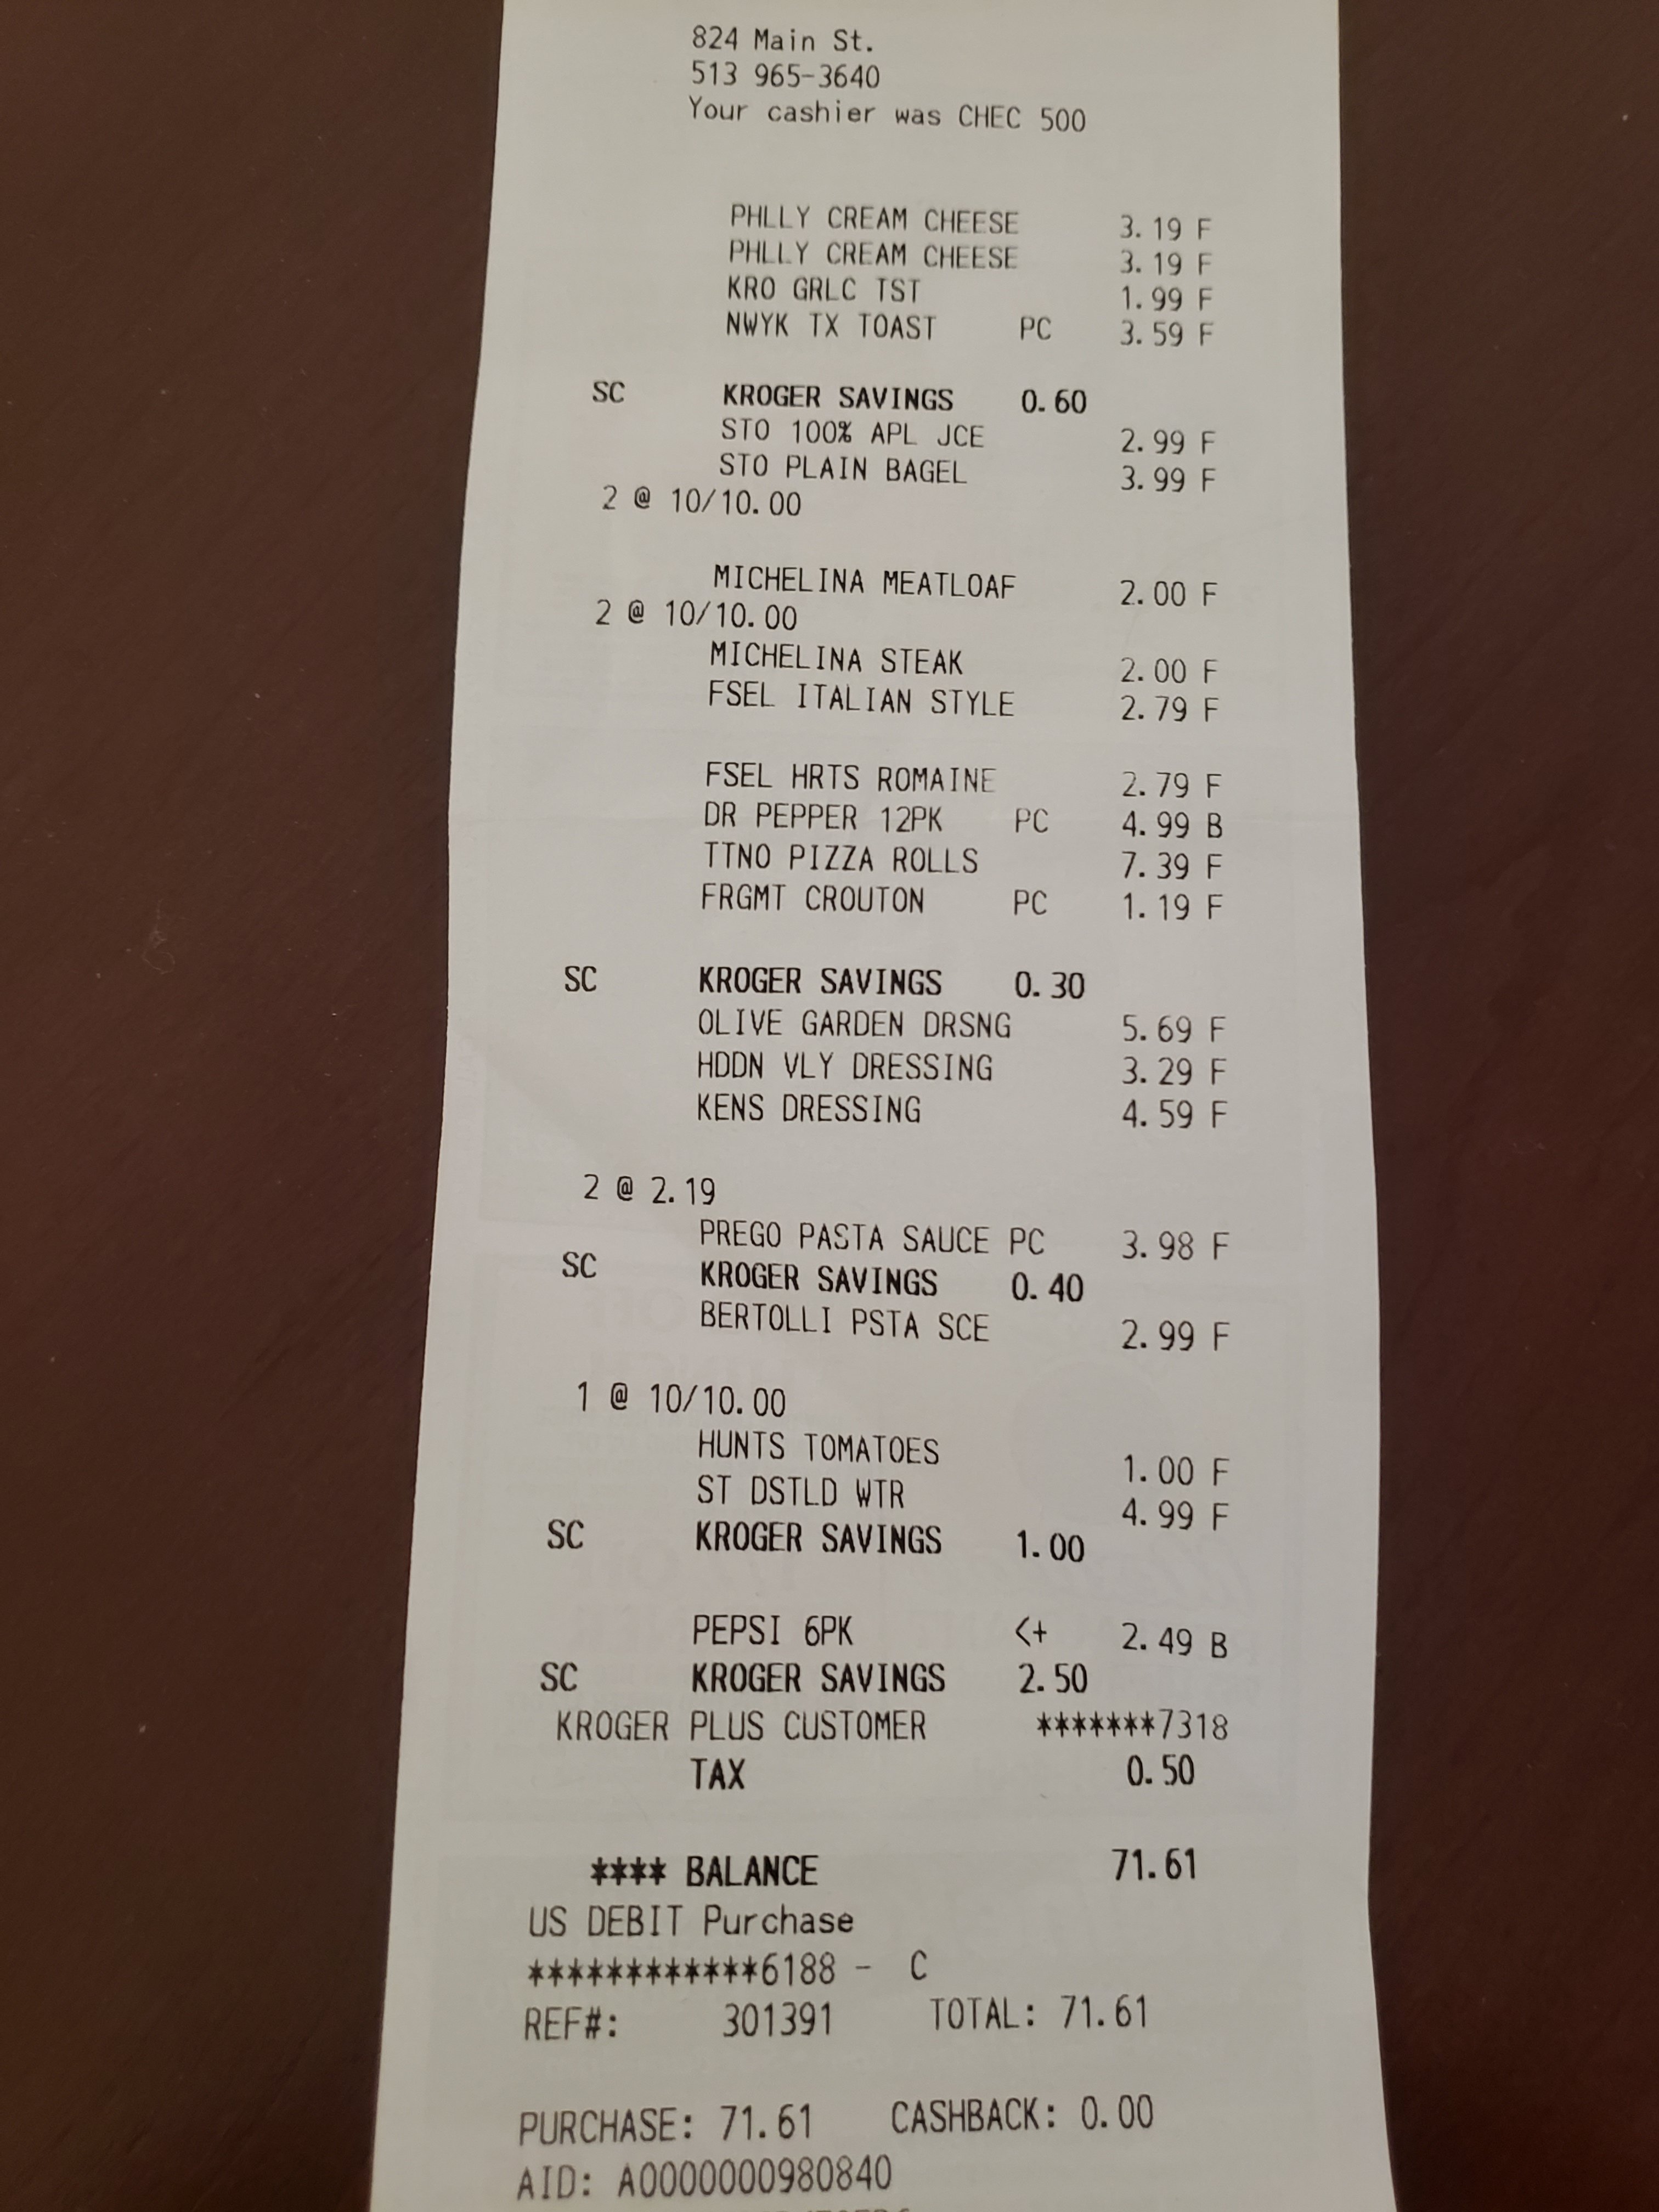 824 Main St.
513 965-3640
Your cashier was CHEC 500
PHLLY CREAM CHEESE 3.19 F
PHLLY CREAM CHEESE 3.19 F
KRO GRLC TST 1.99 F
NWYK TX TOAST PC 3.59 F
SC KROGER SAVINGS 0.60
STO 100% APL JCE 2.99 F
STO PLAIN BAGEL 3.99 F
2 @ 10/10.00
MICHELINA MEATLOAF 2.00 F
2 @ 10/10.00
MICHELINA STEAK 2.00 F
FSEL ITALIAN STYLE 2.79 F
FSEL HRTS ROMAINE 2.79 F
DR PEPPER 12PK PC 4.99 B
TTNO PIZZA ROLLS 7.39 F
FRGMT CROUTON PC 1.19 F
SC KROGER SAVINGS 0.30
OLIVE GARDEN DRSNG 5.69 F
HDDN VLY DRESSING 3.29 F
KENS DRESSING 4.59 F
2 @ 2.19
PREGO PASTA SAUCE PC 3.98 F
SC KROGER SAVINGS 0.40
BERTOLLI PSTA SCE 2.99 F
1 @ 10/10.00
HUNTS TOMATOES 1.00 F
ST DSTLD WTR 4.99 F
SC KROGER SAVINGS 1.00
PEPSI 6PK <+ 2.49 B
SC KROGER SAVINGS 2.50
KROGER PLUS CUSTOMER *******7318
TAX 0.50
**** BALANCE 71.61
US DEBIT Purchase
************6188 - C
REF#: 301391 TOTAL: 71.61
PURCHASE: 71.61 CASHBACK: 0.00
AID: A0000000980840